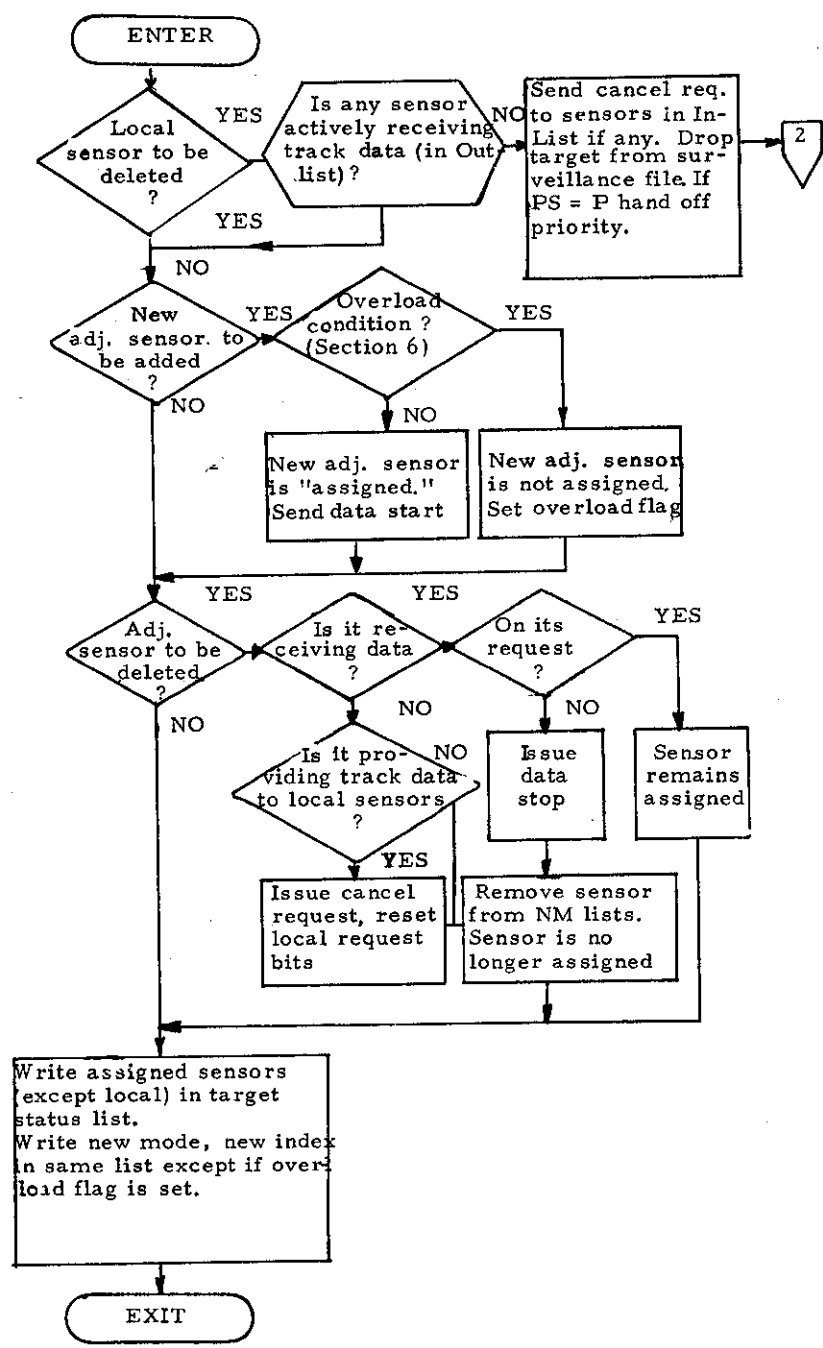 ENTER
YES
Local
sensor to be
deleted
?
Is any sensor
actively receiving
track data (in Out
list)?
NO
Send cancel req.
to sensors in In-
List if any. Drop
target from sur-
veillance file. If
PS = P hand off
priority.
2
YES
NO
New
adj. sensor. to
be added
?
YES
Overload
condition ?
(Section 6)
YES
NO
NO
New adj. sensor
is "assigned."
Send data start
New adj. sensor
is not assigned.
Set overload flag
YES
YES
YES
Adj.
sensor to be
deleted
?
Is it re-
ceiving data
?
On its
request
?
NO
NO
NO
Is it pro-
viding track data
to local sensors
?
NO
Issue
data
stop
Sensor
remains
assigned
YES
Issue cancel
request, reset
local request
bits
Remove sensor
from NM lists.
Sensor is no
longer assigned
Write assigned sensors
(except local) in target
status list.
Write new mode, new index
in same list except if over-
load flag is set.
EXIT